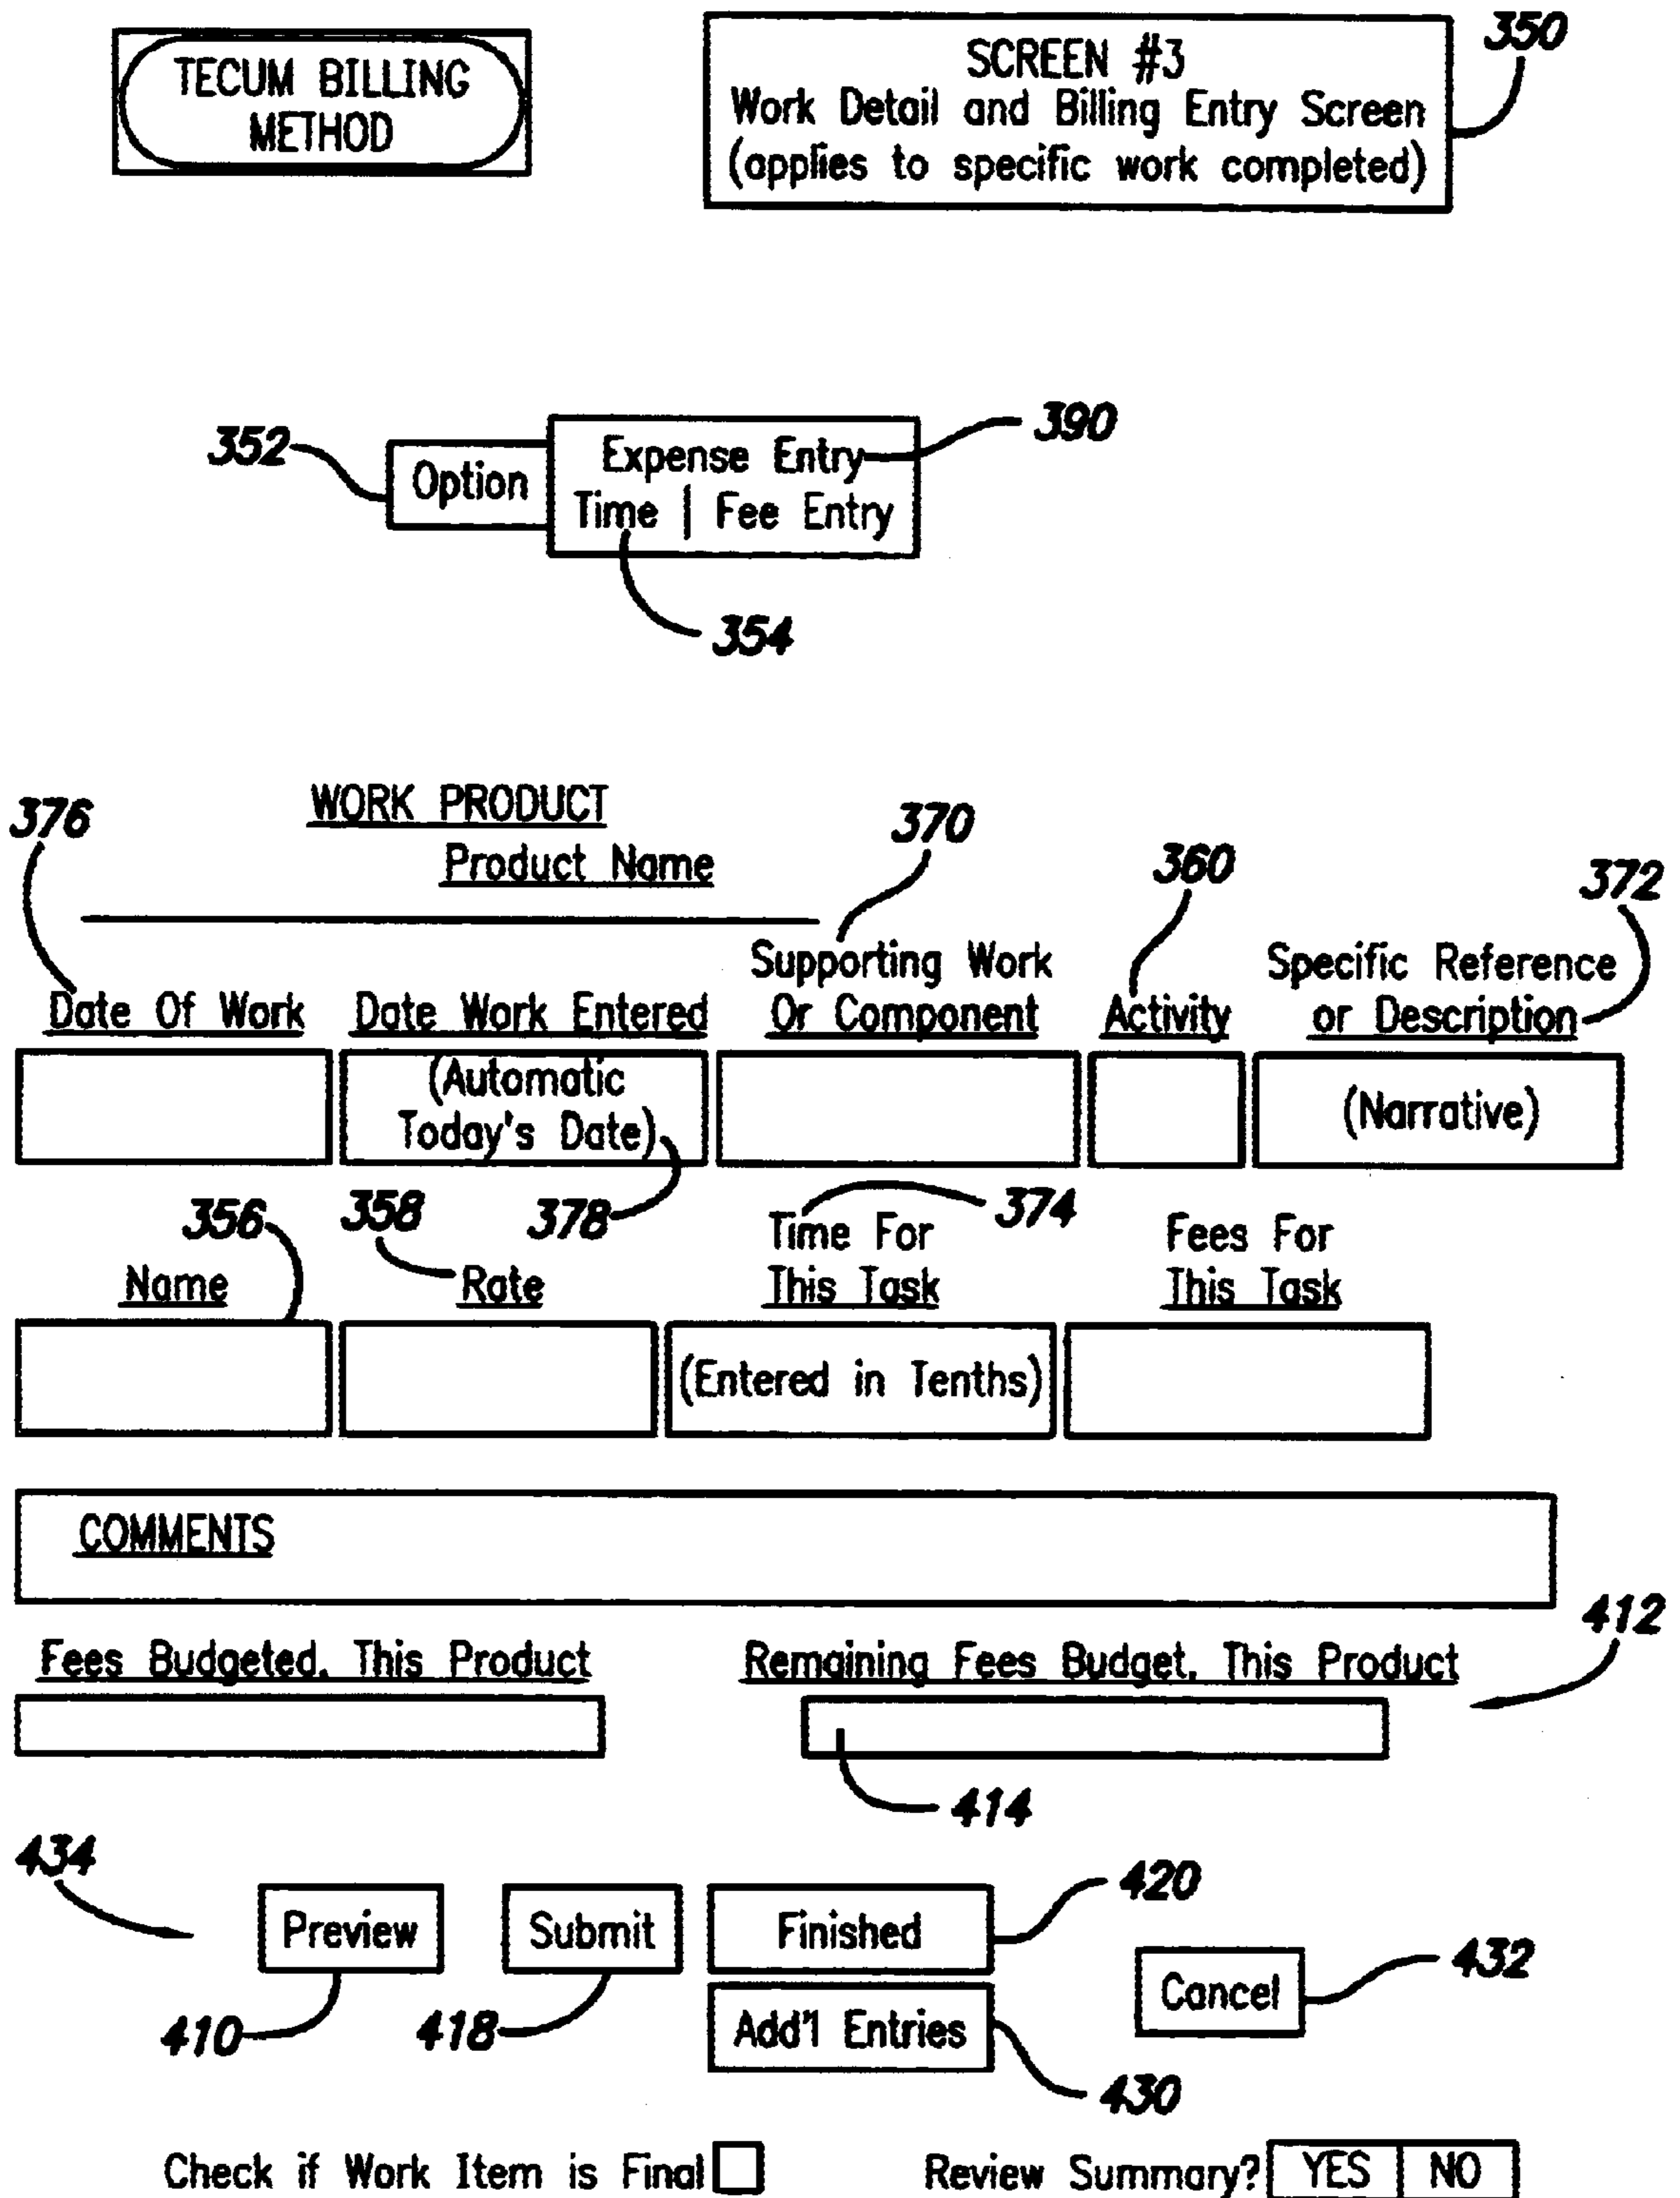 TECUM BILLING
METHOD
SCREEN #3
Work Detail and Billing Entry Screen
(applies to specific work completed)
350
352
Option
Expense Entry
Time | Fee Entry
390
354
WORK PRODUCT
Product Name
376
370
360
372
Date Of Work
Date Work Entered
Supporting Work
Or Component
Activity
Specific Reference
or Description
(Automatic
Today's Date)
(Narrative)
356
358
378
374
Name
Rate
Time For
This Task
Fees For
This Task
(Entered in Tenths)
COMMENTS
412
Fees Budgeted, This Product
Remaining Fees Budget, This Product
414
434
Preview
Submit
Finished
420
Add'l Entries
Cancel
432
410
418
430
Check if Work Item is Final
Review Summary? YES NO